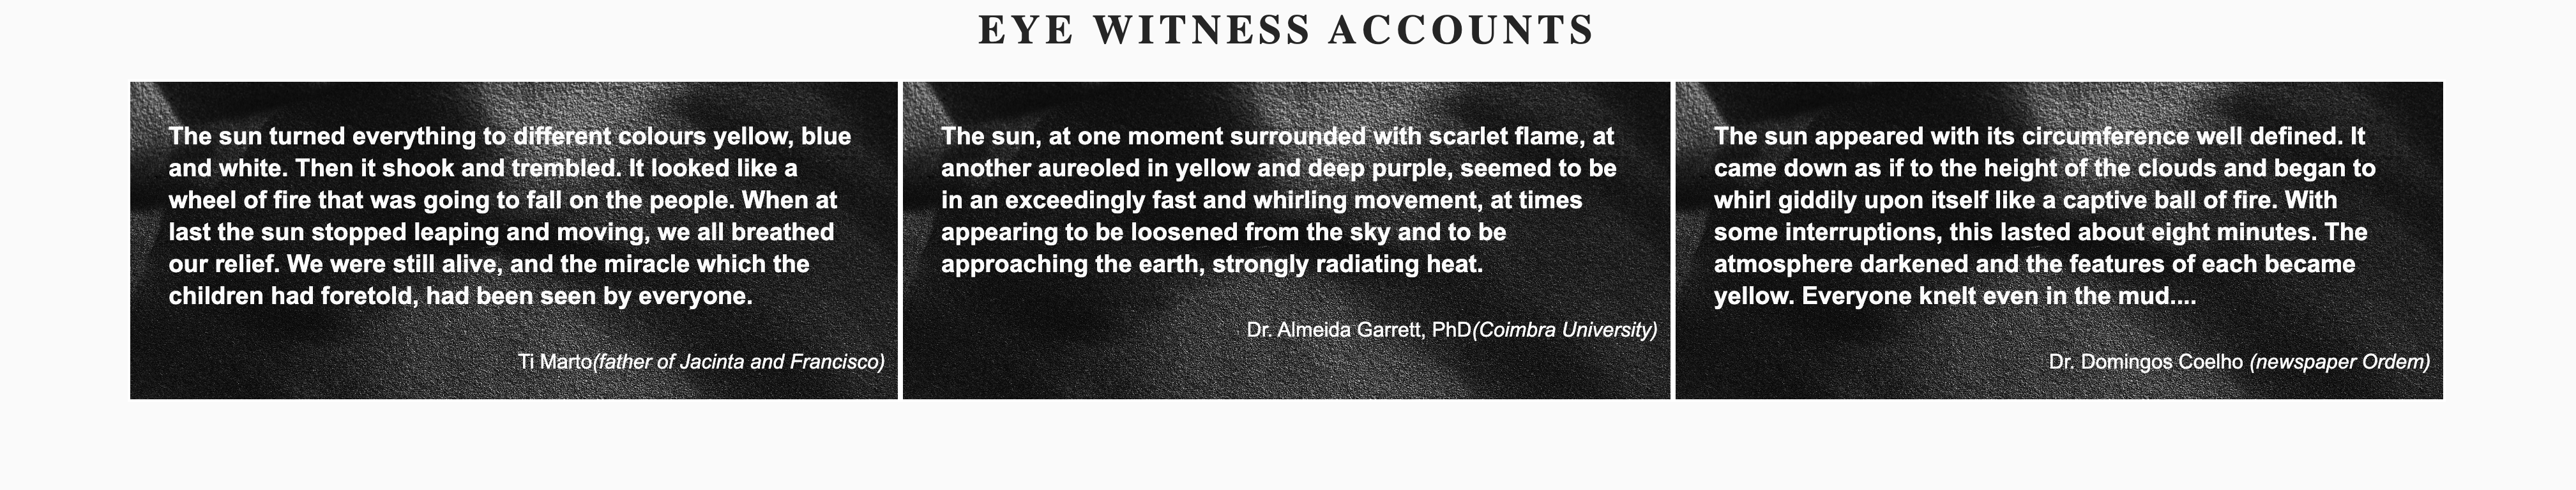 EYE WITNESS ACCOUNTS
The sun turned everything to different colours yellow, blue
and white. Then it shook and trembled. It looked like a
wheel of fire that was going to fall on the people. When at
last the sun stopped leaping and moving, we all breathed
our relief. We were still alive, and the miracle which the
children had foretold, had been seen by everyone.
Ti Marto(father of Jacinta and Francisco)
The sun, at one moment surrounded with scarlet flame, at
another aureoled in yellow and deep purple, seemed to be
in an exceedingly fast and whirling movement, at times
appearing to be loosened from the sky and to be
approaching the earth, strongly radiating heat.
Dr. Almeida Garrett, PhD(Coimbra University)
The sun appeared with its circumference well defined. It
came down as if to the height of the clouds and began to
whirl giddily upon itself like a captive ball of fire. With
some interruptions, this lasted about eight minutes. The
atmosphere darkened and the features of each became
yellow. Everyone knelt even in the mud....
Dr. Domingos Coelho (newspaper Ordem)